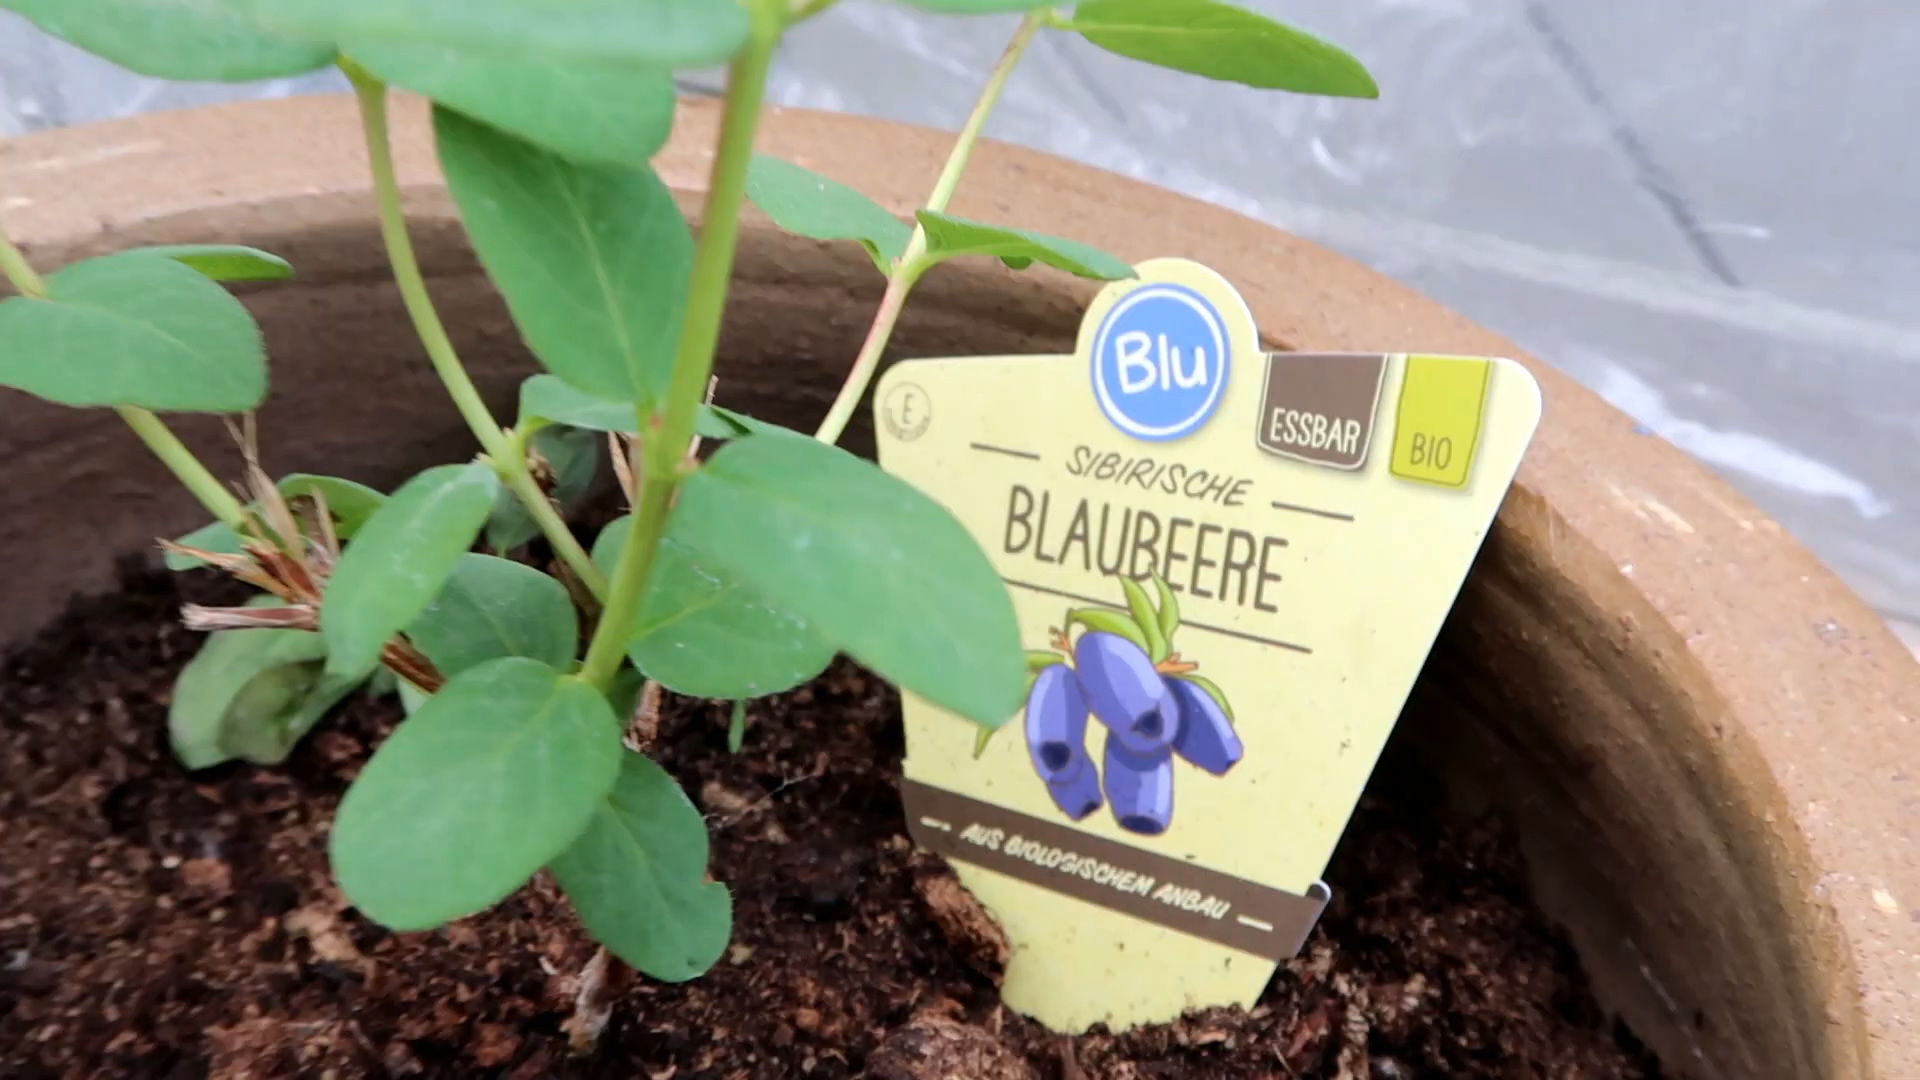 Blu
E
ESSBAR
BIO
SIBIRISCHE
BLAUBEERE
AUS BIOLOGISCHEM ANBAU